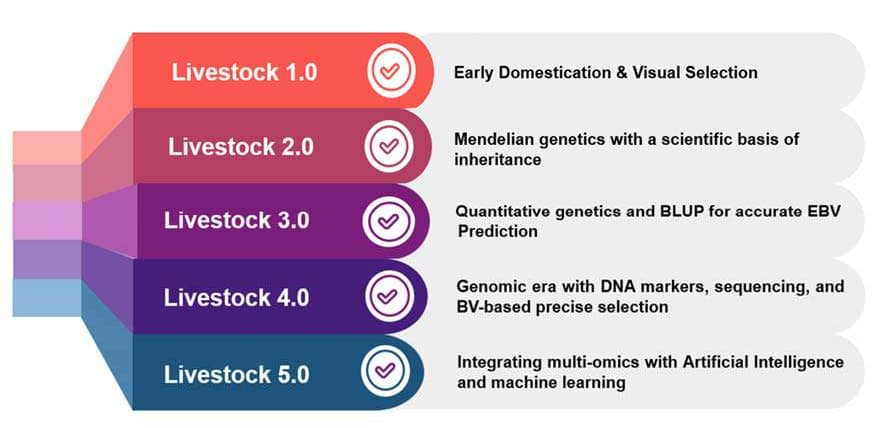 Livestock 1.0
Early Domestication & Visual Selection
Livestock 2.0
Mendelian genetics with a scientific basis of
inheritance
Livestock 3.0
Quantitative genetics and BLUP for accurate EBV
Prediction
Livestock 4.0
Genomic era with DNA markers, sequencing, and
BV-based precise selection
Livestock 5.0
Integrating multi-omics with Artificial Intelligence
and machine learning